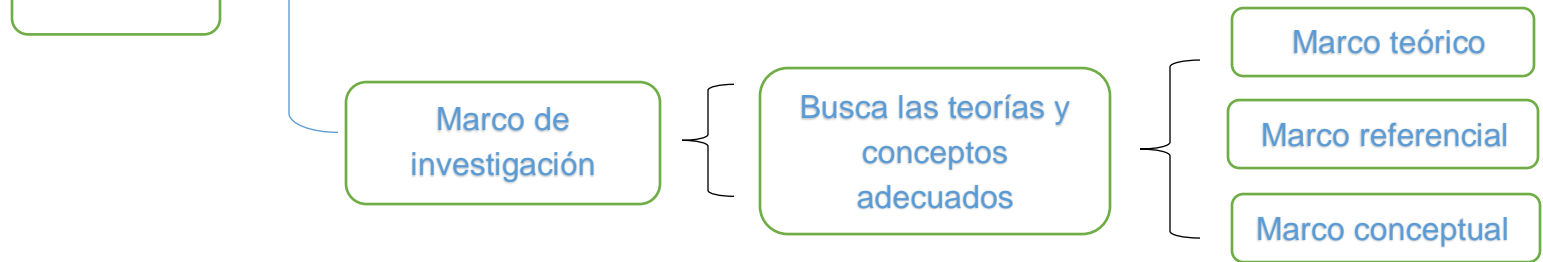 Marco de
investigación
Busca las teorías y
conceptos
adecuados
Marco teórico
Marco referencial
Marco conceptual